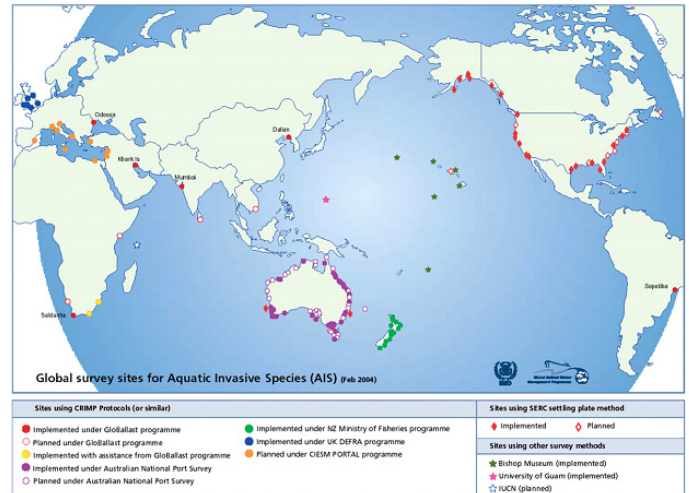 Odessa
Dalian
Khark Is
Mumbai
Sepetiba
Saldanha
Global survey sites for Aquatic Invasive Species (AIS) (Feb 2004)
Sites using CRIMP Protocols (or similar)
Implemented under GloBallast programme
Planned under GloBallast programme
Implemented with assistance from GloBallast programme
Implemented under Australian National Port Survey
Planned under Australian National Port Survey
Implemented under NZ Ministry of Fisheries programme
Implemented under UK DEFRA programme
Planned under CIESM PORTAL programme
Sites using SERC settling plate method
Implemented
Planned
Sites using other survey methods
Bishop Museum (implemented)
University of Guam (implemented)
IUCN (planned)